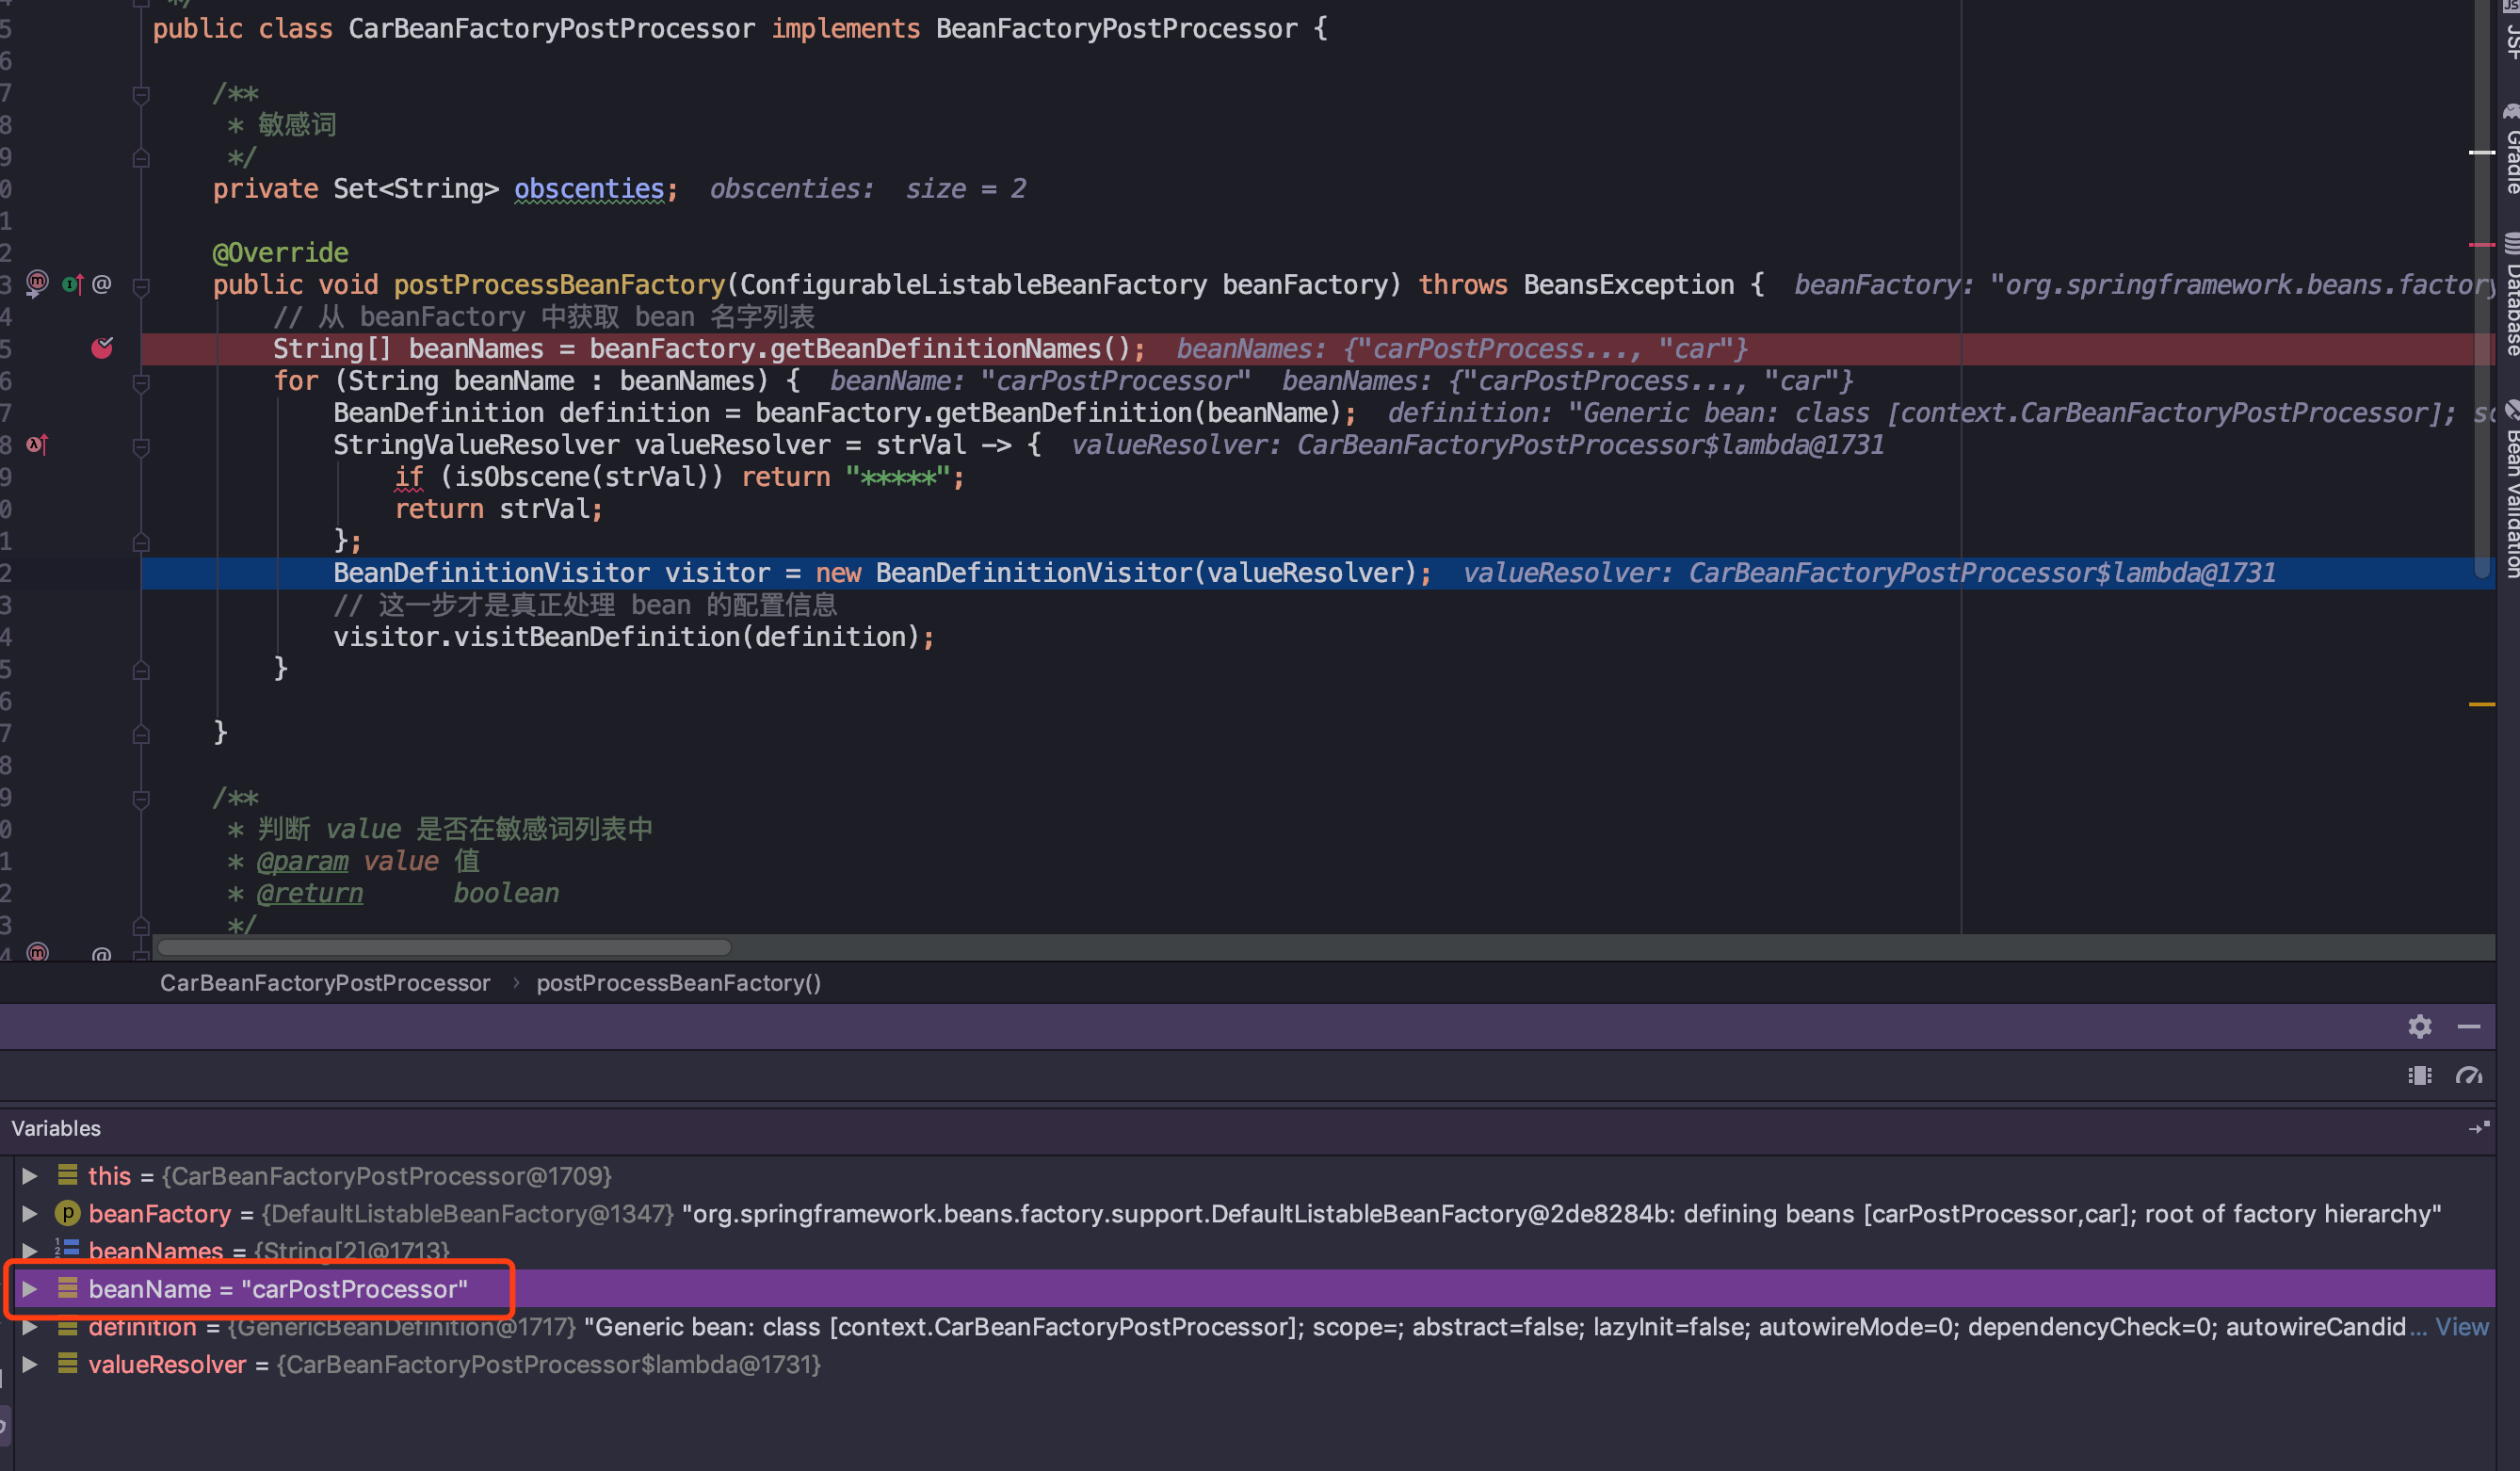 */
public class CarBeanFactoryPostProcessor implements BeanFactoryPostProcessor {
/**
* 敏感词
*/
private Set<String> obscenties; obscenties: size = 2
@Override
public void postProcessBeanFactory(ConfigurableListableBeanFactory beanFactory) throws BeansException { beanFactory: "org.springframework.beans.factory
// 从 beanFactory 中获取 bean 名字列表
String[] beanNames = beanFactory.getBeanDefinitionNames(); beanNames: {"carPostProcess..., "car"}
for (String beanName : beanNames) { beanName: "carPostProcessor" beanNames: {"carPostProcess..., "car"}
BeanDefinition definition = beanFactory.getBeanDefinition(beanName); definition: "Generic bean: class [context.CarBeanFactoryPostProcessor]; sc
StringValueResolver valueResolver = strVal -> { valueResolver: CarBeanFactoryPostProcessor$lambda@1731
if (isObscene(strVal)) return "*****";
return strVal;
};
BeanDefinitionVisitor visitor = new BeanDefinitionVisitor(valueResolver); valueResolver: CarBeanFactoryPostProcessor$lambda@1731
// 这一步才是真正处理 bean 的配置信息
visitor.visitBeanDefinition(definition);
}
}
/**
* 判断 value 是否在敏感词列表中
* @param value 值
* @return boolean
*/
CarBeanFactoryPostProcessor › postProcessBeanFactory()
Variables
this = {CarBeanFactoryPostProcessor@1709}
beanFactory = {DefaultListableBeanFactory@1347} "org.springframework.beans.factory.support.DefaultListableBeanFactory@2de8284b: defining beans [carPostProcessor,car]; root of factory hierarchy"
beanNames = {String[2]@1713}
beanName = "carPostProcessor"
definition = {GenericBeanDefinition@1717} "Generic bean: class [context.CarBeanFactoryPostProcessor]; scope=; abstract=false; lazyInit=false; autowireMode=0; dependencyCheck=0; autowireCandid... View
valueResolver = {CarBeanFactoryPostProcessor$lambda@1731}
JSF
Gradle
Database
Bean Validation